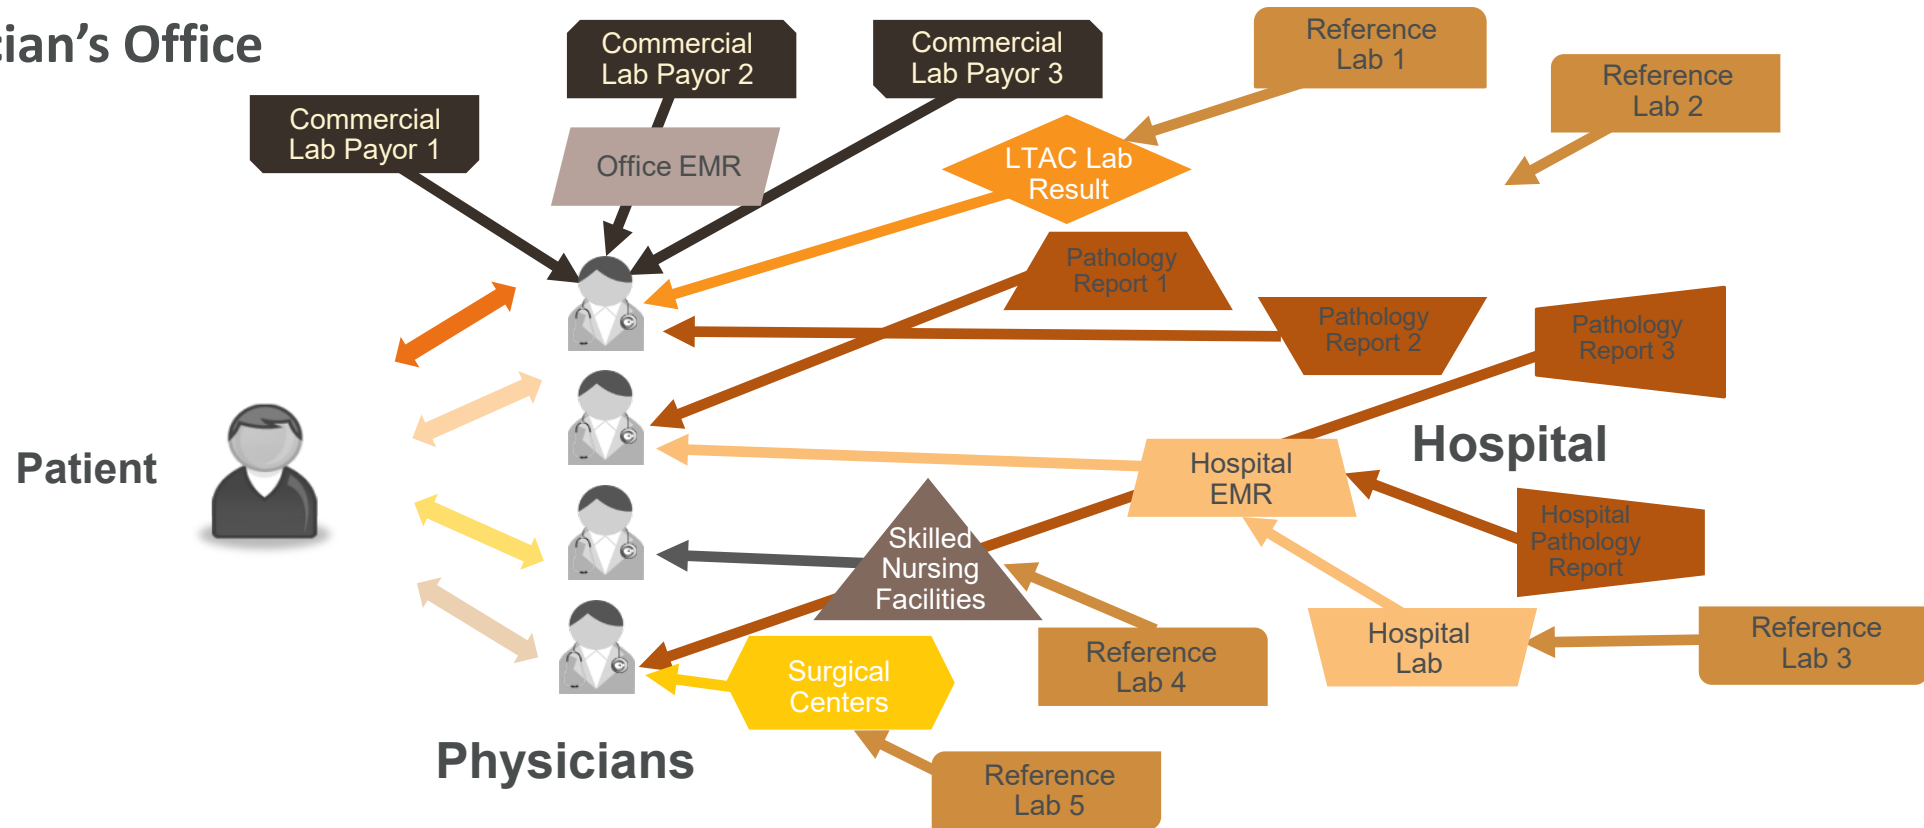 cian's Office
Commercial
Lab Payor 1
Commercial
Lab Payor 2
Commercial
Lab Payor 3
Reference
Lab 1
Reference
Lab 2
Office EMR
LTAC Lab
Result
Pathology
Report 1
Pathology
Report 2
Pathology
Report 3
Patient
Hospital
Hospital
EMR
Hospital
Pathology
Report
Skilled
Nursing
Facilities
Reference
Lab 4
Hospital
Lab
Reference
Lab 3
Surgical
Centers
Physicians
Reference
Lab 5